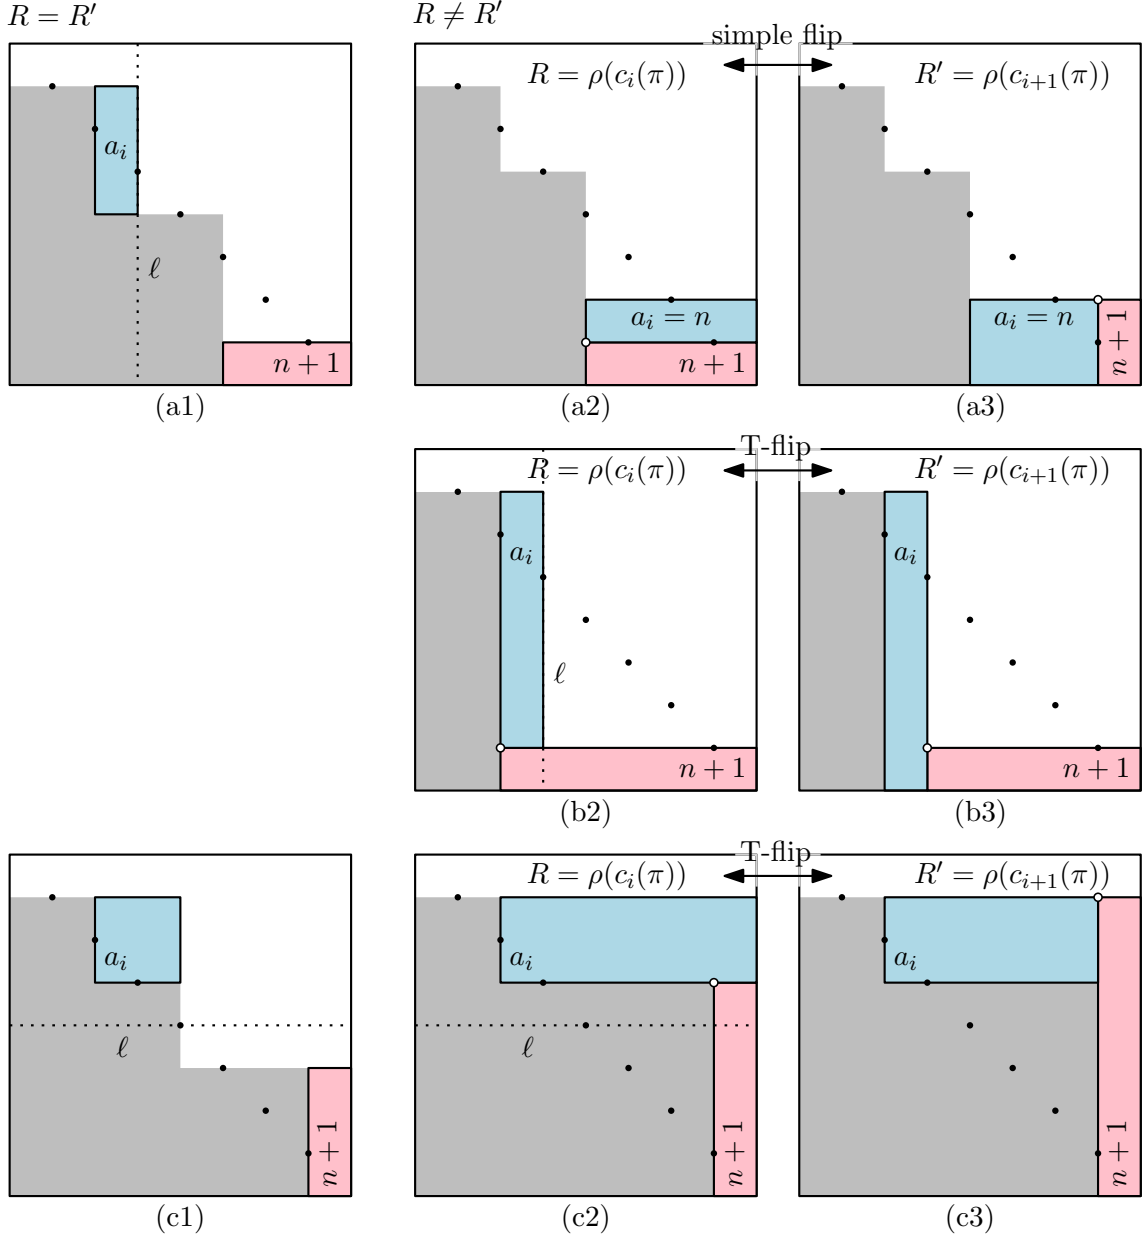 R = R′
R ≠ R′
simple flip
R = ρ(c_i(π))
R′ = ρ(c_{i+1}(π))
a_i
ℓ
n + 1
a_i = n
n + 1
a_i = n
n + 1
(a1)
(a2)
(a3)
T-flip
R = ρ(c_i(π))
R′ = ρ(c_{i+1}(π))
a_i
ℓ
n + 1
a_i
n + 1
(b2)
(b3)
T-flip
R = ρ(c_i(π))
R′ = ρ(c_{i+1}(π))
a_i
ℓ
n + 1
a_i
ℓ
n + 1
a_i
n + 1
(c1)
(c2)
(c3)